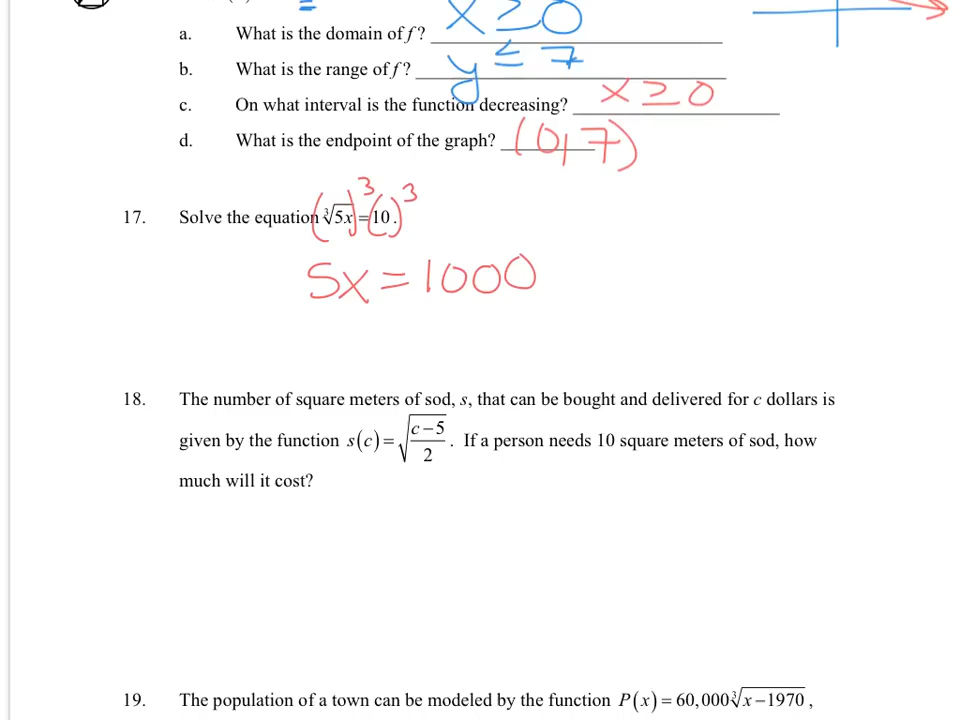 a. What is the domain of f? x ≥ 0
b. What is the range of f? y ≤ 7
c. On what interval is the function decreasing? x ≥ 0
d. What is the endpoint of the graph? (0,7)
17. Solve the equation (∛5x)³ = (10.)³
5x = 1000
18. The number of square meters of sod, s, that can be bought and delivered for c dollars is
given by the function s(c) = √((c−5)/2). If a person needs 10 square meters of sod, how
much will it cost?
19. The population of a town can be modeled by the function P(x) = 60,000∛(x−1970),